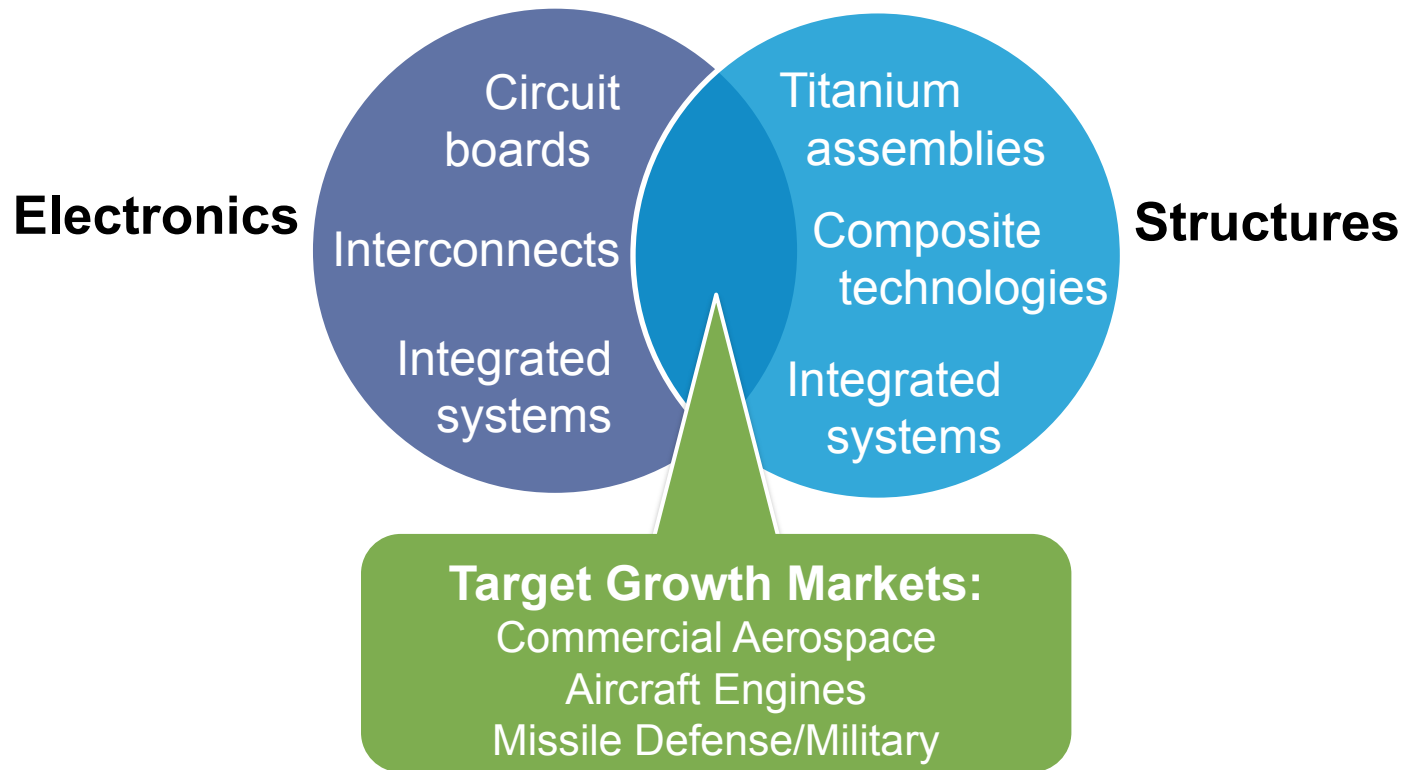 Electronics
Circuit
boards
Interconnects
Integrated
systems
Titanium
assemblies
Composite
technologies
Integrated
systems
Structures
Target Growth Markets:
Commercial Aerospace
Aircraft Engines
Missile Defense/Military